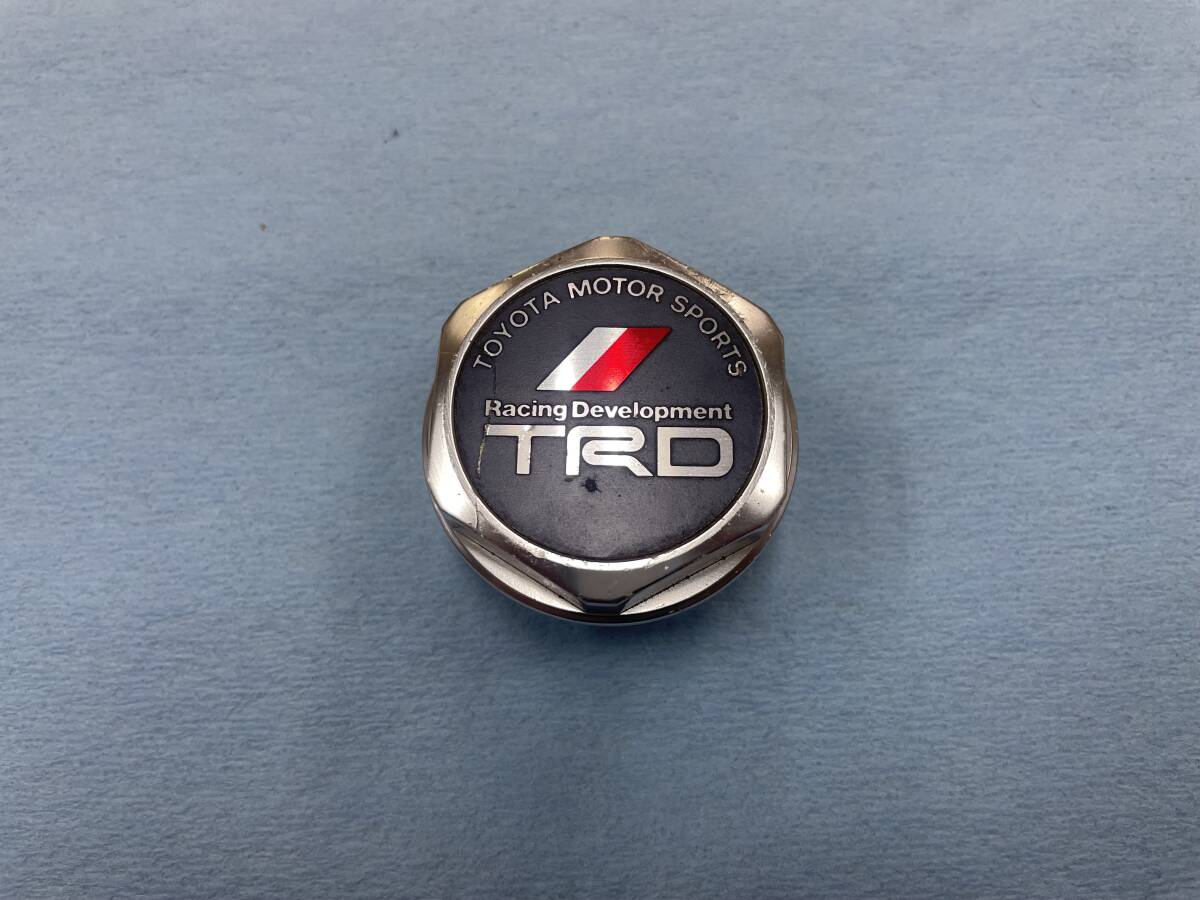 TOYOTA MOTOR SPORTS
Racing Development
TRD